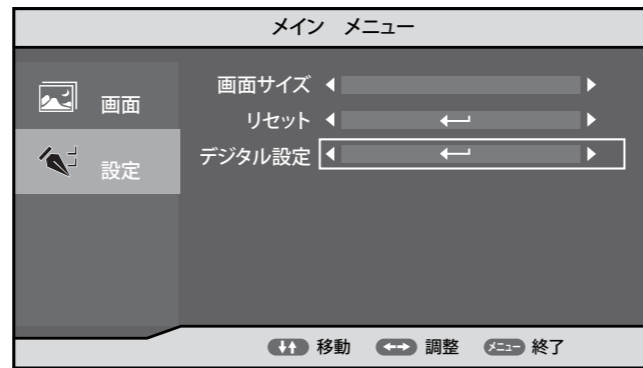 メイン メニュー
画面
設定
画面サイズ
リセット
デジタル設定
移動 調整 メニュー 終了